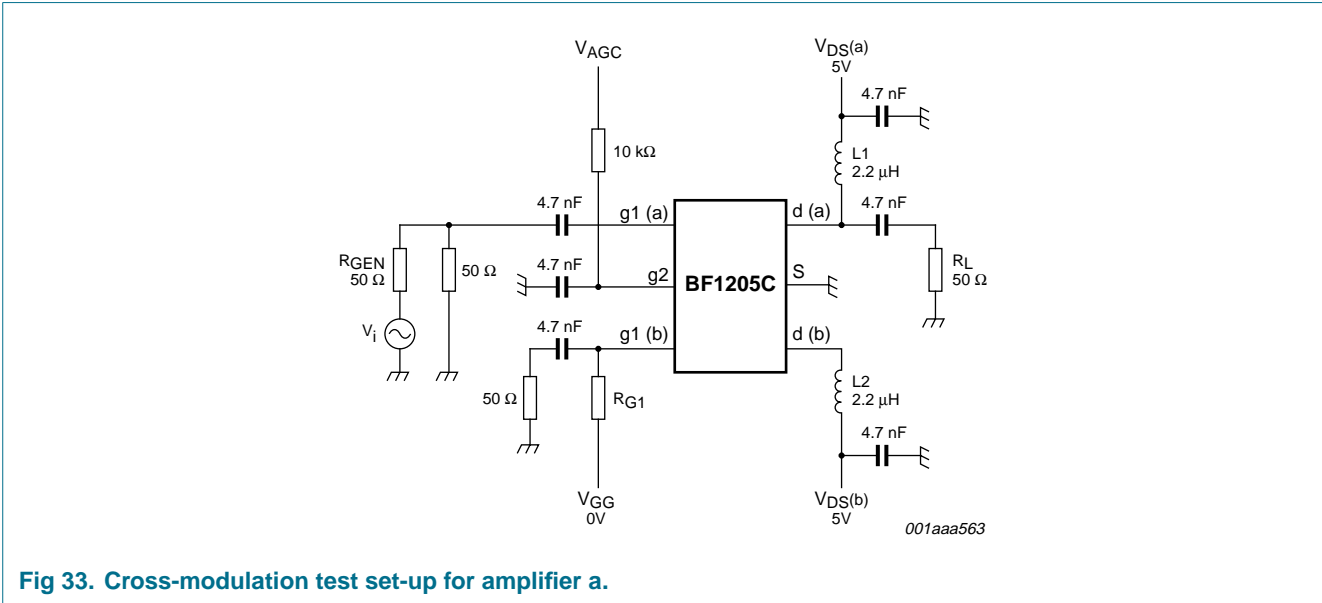 VAGC
VDS(a)
5V
4.7 nF
10 kΩ
L1
2.2 μH
4.7 nF
g1 (a)
d (a)
4.7 nF
RGEN
50 Ω
50 Ω
4.7 nF
g2
BF1205C
S
RL
50 Ω
Vi
4.7 nF
g1 (b)
d (b)
50 Ω
RG1
L2
2.2 μH
4.7 nF
VGG
0V
VDS(b)
5V
001aaa563
Fig 33. Cross-modulation test set-up for amplifier a.